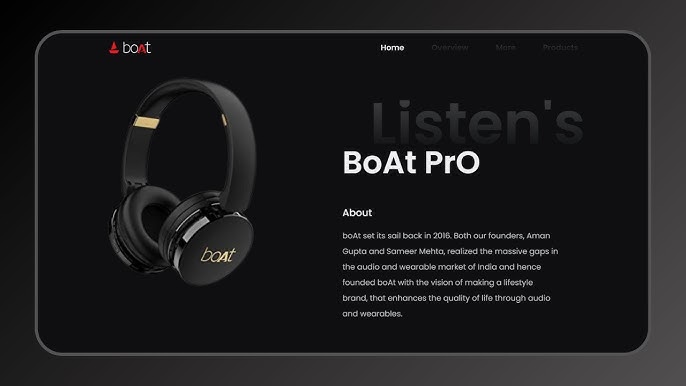 boAt
Home Overview More Products
Listen's
BoAt PrO
boAt
About
boAt set its sail back in 2016. Both our founders, Aman
Gupta and Sameer Mehta, realized the massive gaps in
the audio and wearable market of India and hence
founded boAt with the vision of making a lifestyle
brand, that enhances the quality of life through audio
and wearables.